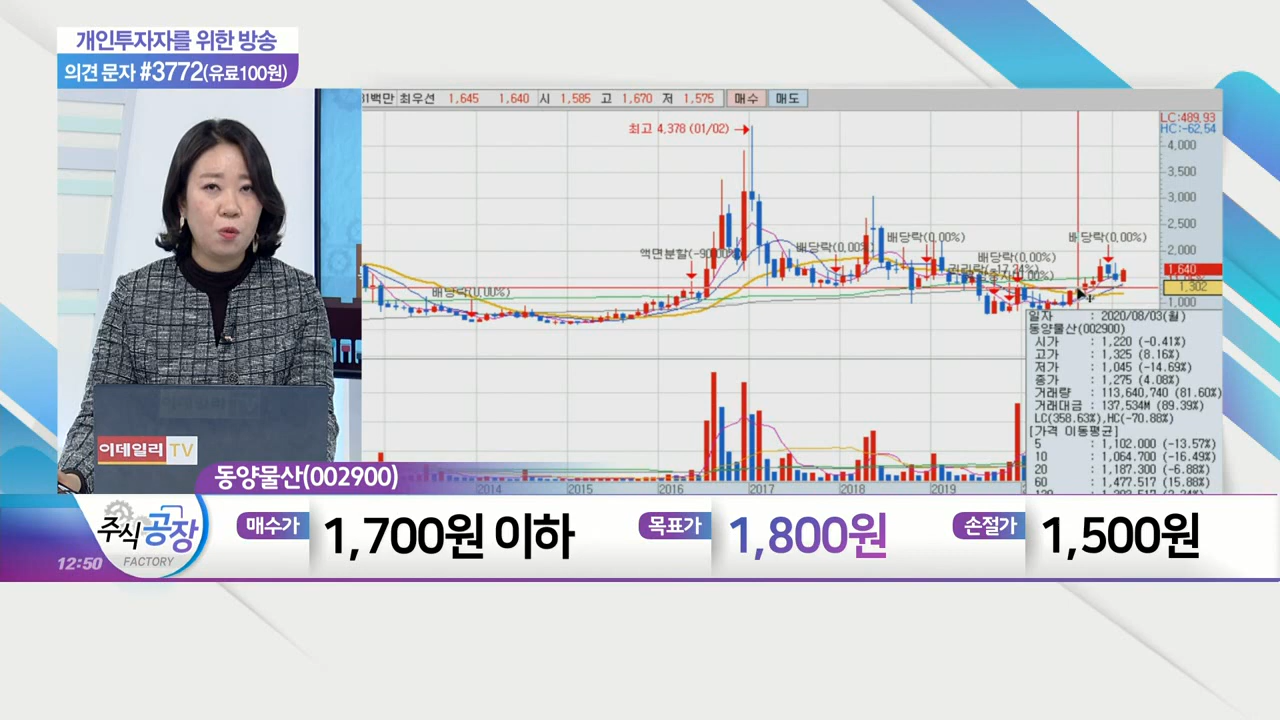 개인투자자를 위한 방송
의견 문자 #3772(유료100원)
백만 최우선 1,645 1,640 시 1,585 고 1,670 저 1,575 매수 매도
최고 4,378 (01/02)
LC:489.93
HC:-62.54
4,000
3,500
3,000
2,500
2,000
1,640
1,302
1,000
액면분할(-90.00%)
배당락(0.00%)
배당락(0.00%)
배당락(0.00%)
배당락(0.00%)
배당락(0.00%)
일자 : 2020/08/03(월)
동양물산(002900)
시가 : 1,220 (-0.41%)
고가 : 1,325 (8.16%)
저가 : 1,045 (-14.69%)
종가 : 1,275 (4.08%)
거래량 : 113,640,740 (81.60%)
거래대금 : 137,534M (89.39%)
LC(358.63%),HC(-70.88%)
[가격 이동평균]
5 : 1,102.000 (-13.57%)
10 : 1,064.700 (-16.49%)
20 : 1,187.300 (-6.88%)
60 : 1,477.517 (15.88%)
2014 2015 2016 2017 2018 2019
이데일리 TV
동양물산(002900)
주식공장
FACTORY
12:50
매수가 1,700원 이하 목표가 1,800원 손절가 1,500원